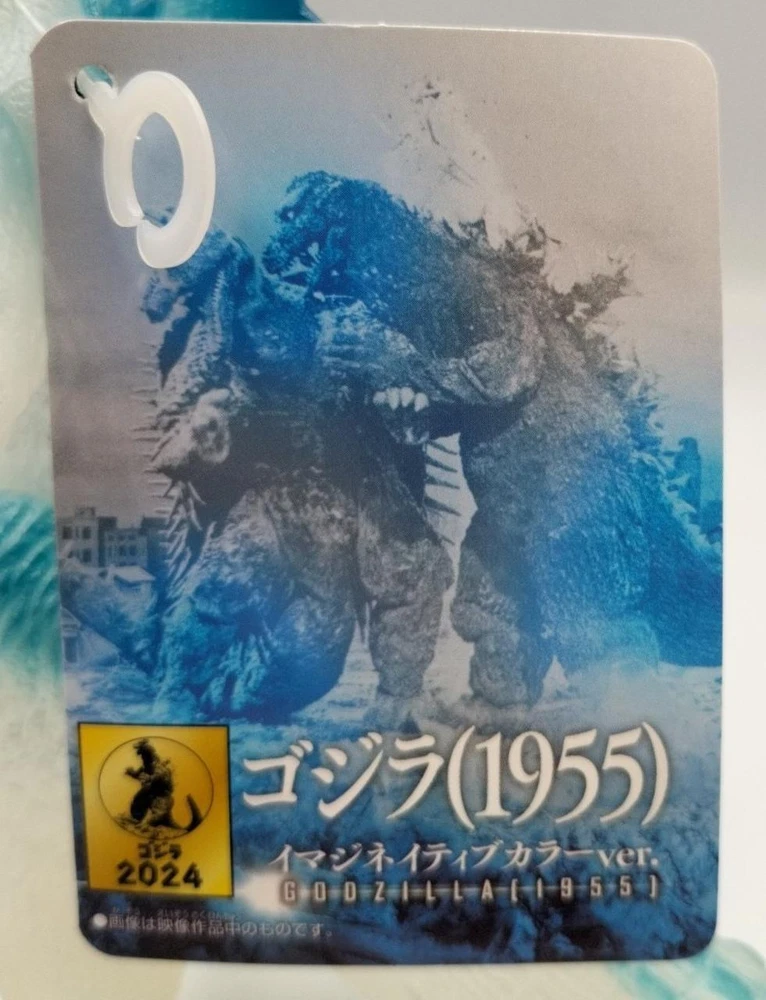 ゴジラ(1955)
イマジネイティブカラーver.
GODZILLA(1955)
ゴジラ
2024
●画像は映像作品中のものです。